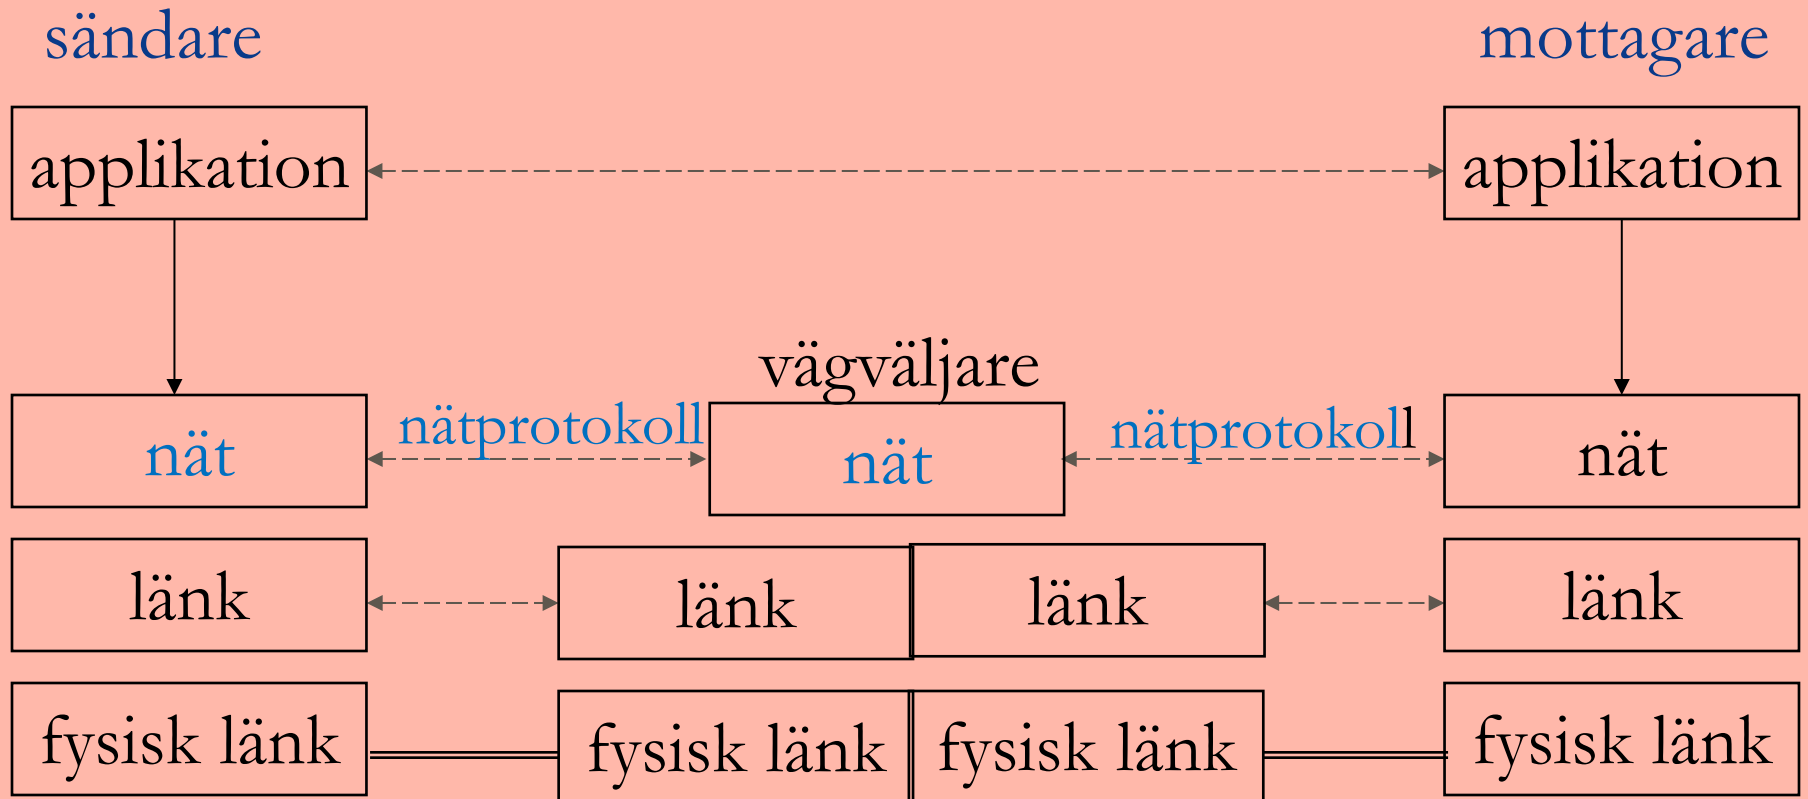 sändare
mottagare
applikation
applikation
vägväljare
nät
nätprotokoll
nät
nätprotokoll
nät
länk
länk
länk
länk
fysisk länk
fysisk länk
fysisk länk
fysisk länk